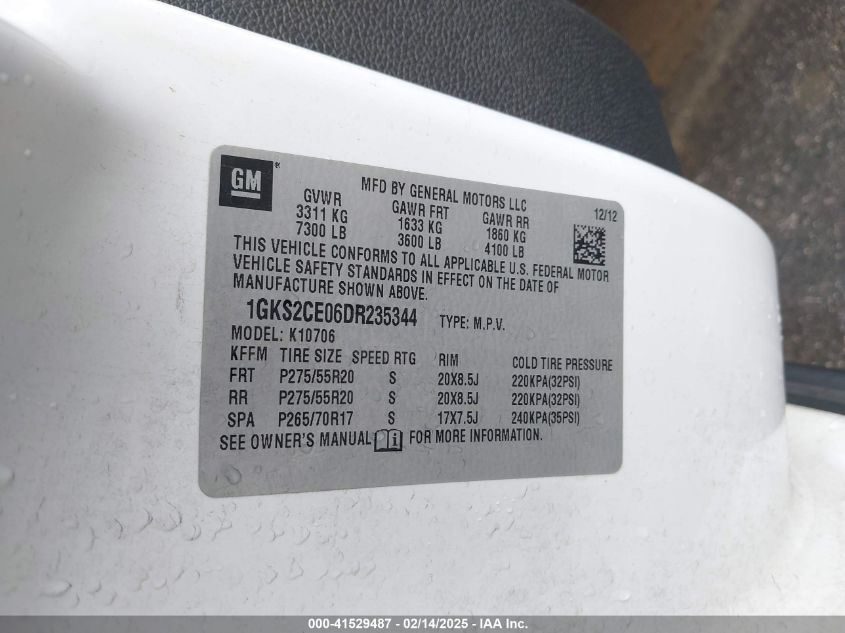 GM
MFD BY GENERAL MOTORS LLC
12/12
GVWR GAWR FRT GAWR RR
3311 KG 1633 KG 1860 KG
7300 LB 3600 LB 4100 LB
THIS VEHICLE CONFORMS TO ALL APPLICABLE U.S. FEDERAL MOTOR
VEHICLE SAFETY STANDARDS IN EFFECT ON THE DATE OF
MANUFACTURE SHOWN ABOVE.
1GKS2CE06DR235344 TYPE: M.P.V.
MODEL: K10706
KFFM TIRE SIZE SPEED RTG RIM COLD TIRE PRESSURE
FRT P275/55R20 S 20X8.5J 220KPA(32PSI)
RR P275/55R20 S 20X8.5J 220KPA(32PSI)
SPA P265/70R17 S 17X7.5J 240KPA(35PSI)
SEE OWNER'S MANUAL i FOR MORE INFORMATION.
000-41529487 - 02/14/2025 - IAA Inc.